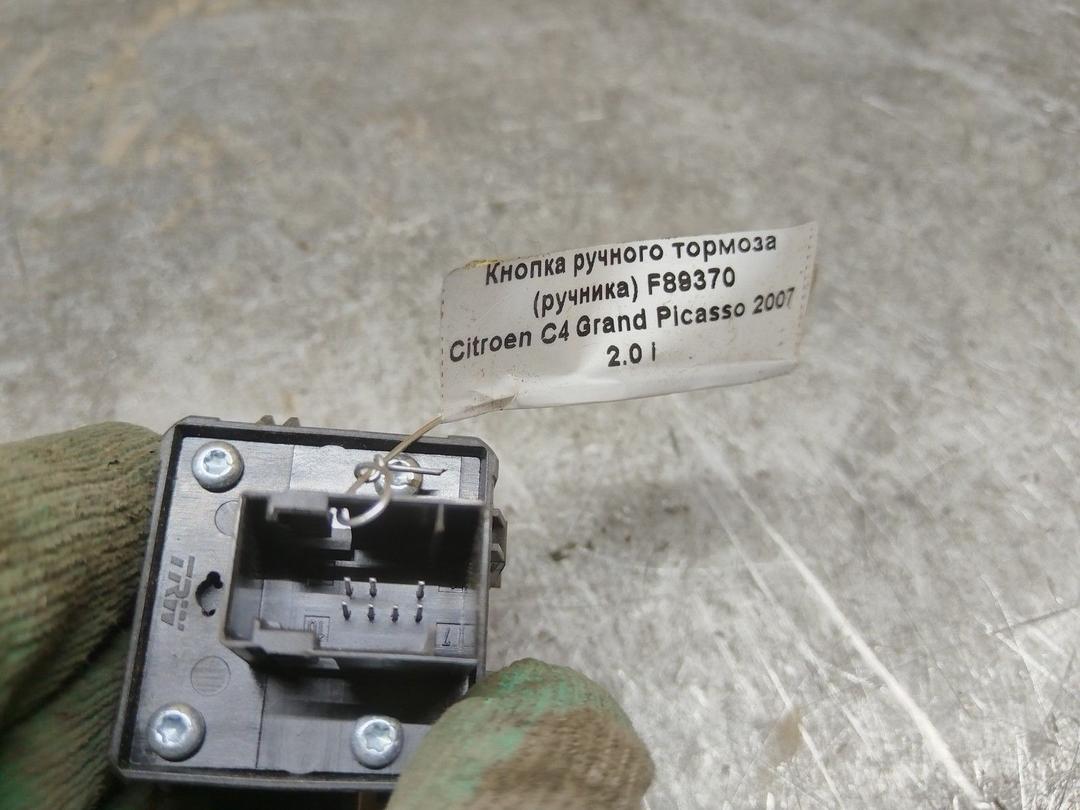 Кнопка ручного тормоза
(ручника) F89370
Citroen C4 Grand Picasso 2007
2.0 i
TRW